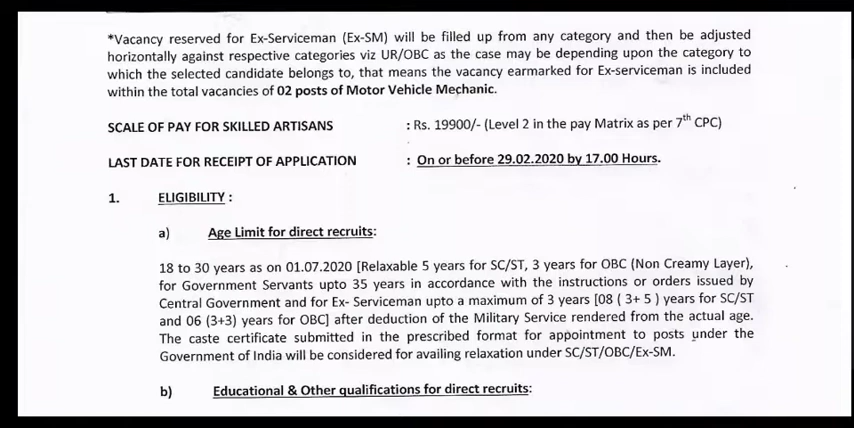 *Vacancy reserved for Ex-Serviceman (Ex-SM) will be filled up from any category and then be adjusted
horizontally against respective categories viz UR/OBC as the case may be depending upon the category to
which the selected candidate belongs to, that means the vacancy earmarked for Ex-serviceman is included
within the total vacancies of 02 posts of Motor Vehicle Mechanic.
SCALE OF PAY FOR SKILLED ARTISANS : Rs. 19900/- (Level 2 in the pay Matrix as per 7th CPC)
LAST DATE FOR RECEIPT OF APPLICATION : On or before 29.02.2020 by 17.00 Hours.
1. ELIGIBILITY :
a) Age Limit for direct recruits:
18 to 30 years as on 01.07.2020 [Relaxable 5 years for SC/ST, 3 years for OBC (Non Creamy Layer),
for Government Servants upto 35 years in accordance with the instructions or orders issued by
Central Government and for Ex- Serviceman upto a maximum of 3 years [08 ( 3+ 5 ) years for SC/ST
and 06 (3+3) years for OBC] after deduction of the Military Service rendered from the actual age.
The caste certificate submitted in the prescribed format for appointment to posts under the
Government of India will be considered for availing relaxation under SC/ST/OBC/Ex-SM.
b) Educational & Other qualifications for direct recruits: